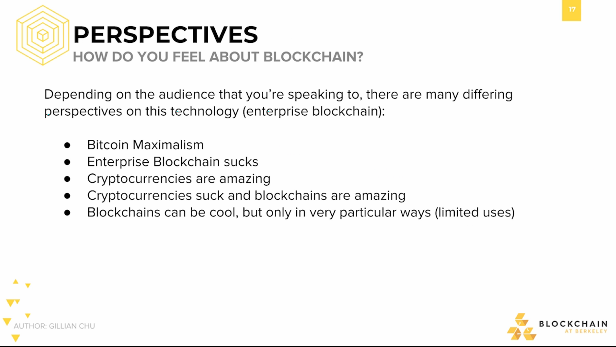 17
PERSPECTIVES
HOW DO YOU FEEL ABOUT BLOCKCHAIN?
Depending on the audience that you're speaking to, there are many differing
perspectives on this technology (enterprise blockchain):
● Bitcoin Maximalism
● Enterprise Blockchain sucks
● Cryptocurrencies are amazing
● Cryptocurrencies suck and blockchains are amazing
● Blockchains can be cool, but only in very particular ways (limited uses)
AUTHOR: GILLIAN CHU
BLOCKCHAIN
AT BERKELEY